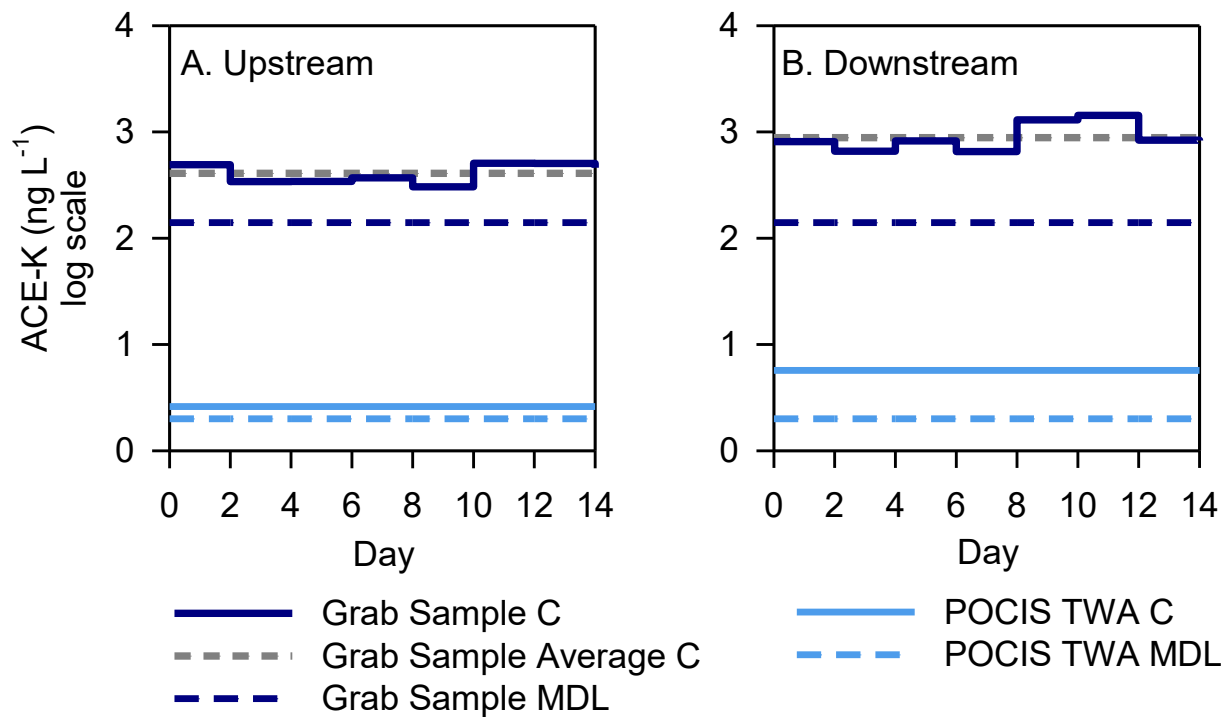 ACE-K (ng L⁻¹)
log scale
4
3
2
1
0
A. Upstream
0 2 4 6 8 10 12 14
Day
4
3
2
1
0
B. Downstream
0 2 4 6 8 10 12 14
Day
Grab Sample C
Grab Sample Average C
Grab Sample MDL
POCIS TWA C
POCIS TWA MDL